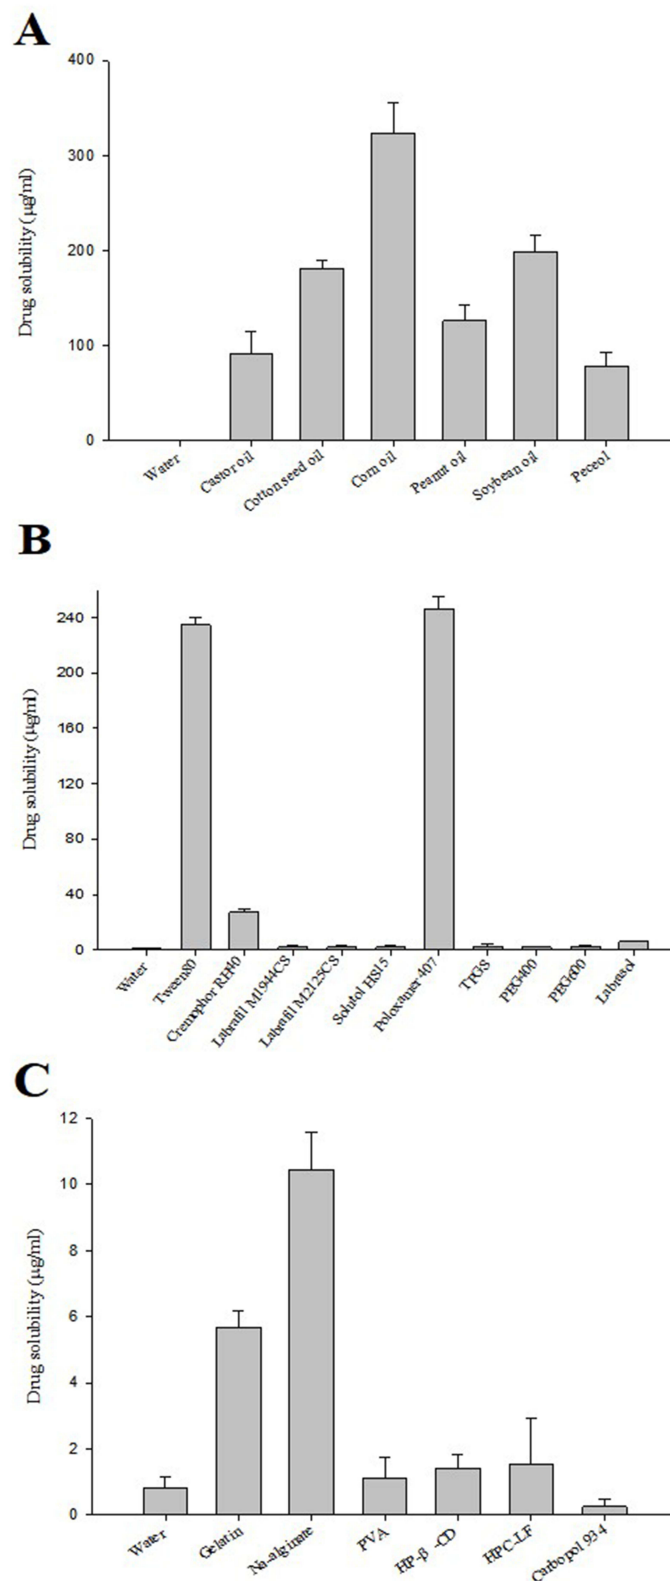 A
400
300
200
100
0
Drug solubility (µg/ml)
Water
Castor oil
Cotton seed oil
Corn oil
Peanut oil
Soybean oil
Peceol
B
240
200
160
120
80
40
0
Drug solubility (µg/ml)
Water
Tween80
Cremophor RH40
Labrafil M1944CS
Labrafil M2125CS
Solutol HS15
Poloxamer407
TPGS
PEG400
PEG600
Labrasol
C
12
10
8
6
4
2
0
Drug solubility (µg/ml)
Water
Gelatin
Na-alginate
PVA
HP-β -CD
HPC-LF
Carbopol 934